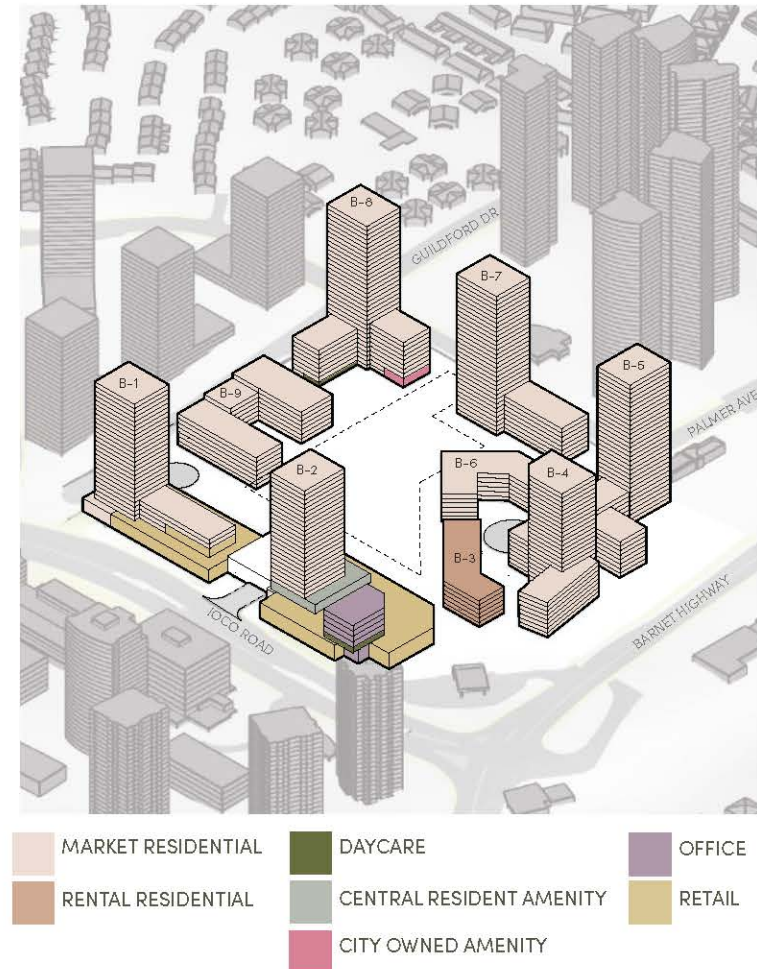 B-8
GUILDFORD DR
B-7
B-1
B-9
B-5
PALMER AVE
B-2
B-6
B-4
B-3
IOCO ROAD
BARNET HIGHWAY
MARKET RESIDENTIAL
DAYCARE
OFFICE
RENTAL RESIDENTIAL
CENTRAL RESIDENT AMENITY
RETAIL
CITY OWNED AMENITY